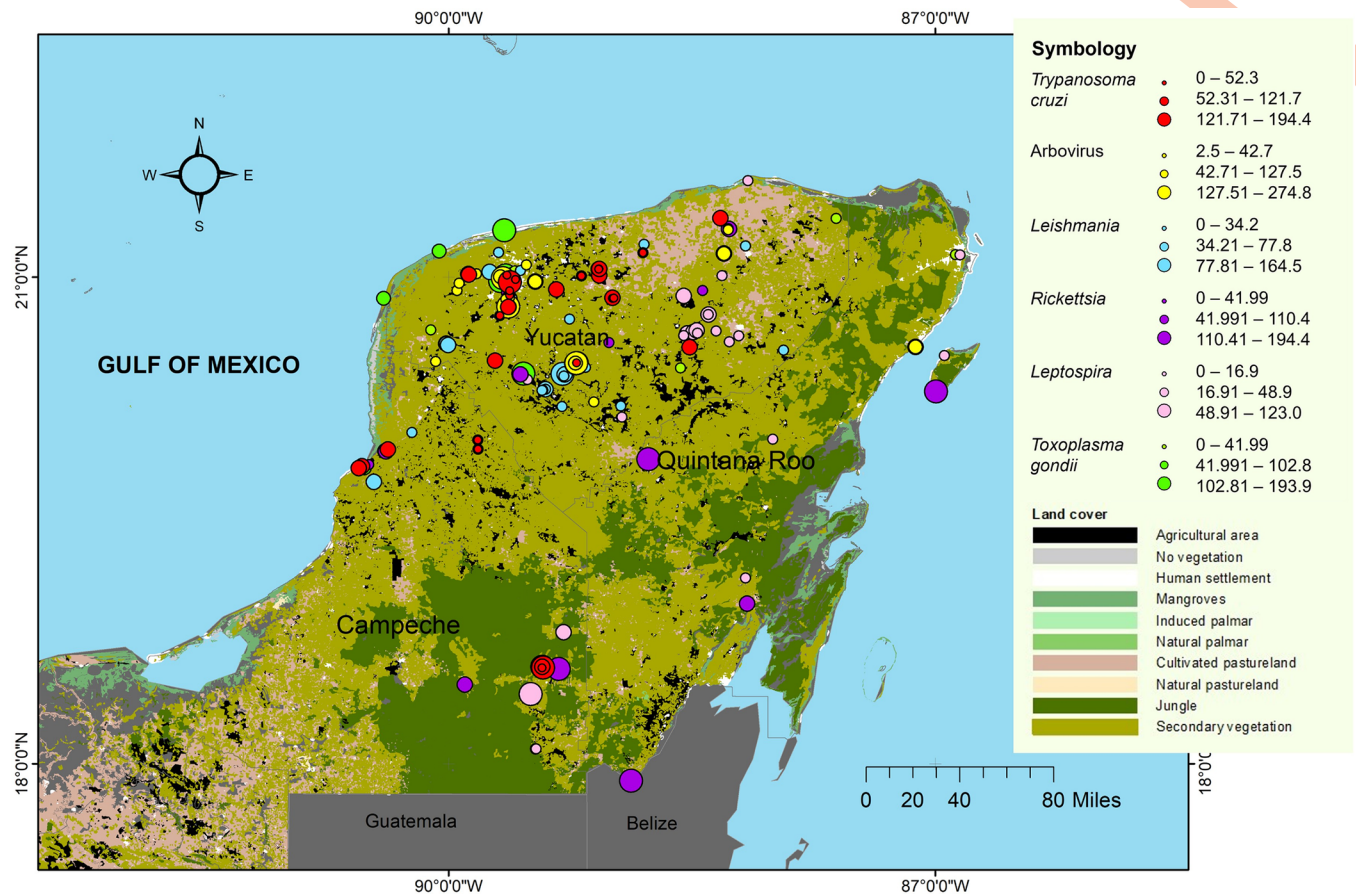 90°0'0"W
87°0'0"W
Symbology
Trypanosoma
cruzi
0 – 52.3
52.31 – 121.7
121.71 – 194.4
Arbovirus
2.5 – 42.7
42.71 – 127.5
127.51 – 274.8
Leishmania
0 – 34.2
34.21 – 77.8
77.81 – 164.5
Rickettsia
0 – 41.99
41.991 – 110.4
110.41 – 194.4
Leptospira
0 – 16.9
16.91 – 48.9
48.91 – 123.0
Toxoplasma
gondii
0 – 41.99
41.991 – 102.8
102.81 – 193.9
Land cover
Agricultural area
No vegetation
Human settlement
Mangroves
Induced palmar
Natural palmar
Cultivated pastureland
Natural pastureland
Jungle
Secondary vegetation
N
W
E
S
21°0'0"N
GULF OF MEXICO
Yucatan
Quintana Roo
Campeche
18°0'0"N
18°0'0
Guatemala
Belize
0 20 40 80 Miles
90°0'0"W
87°0'0"W